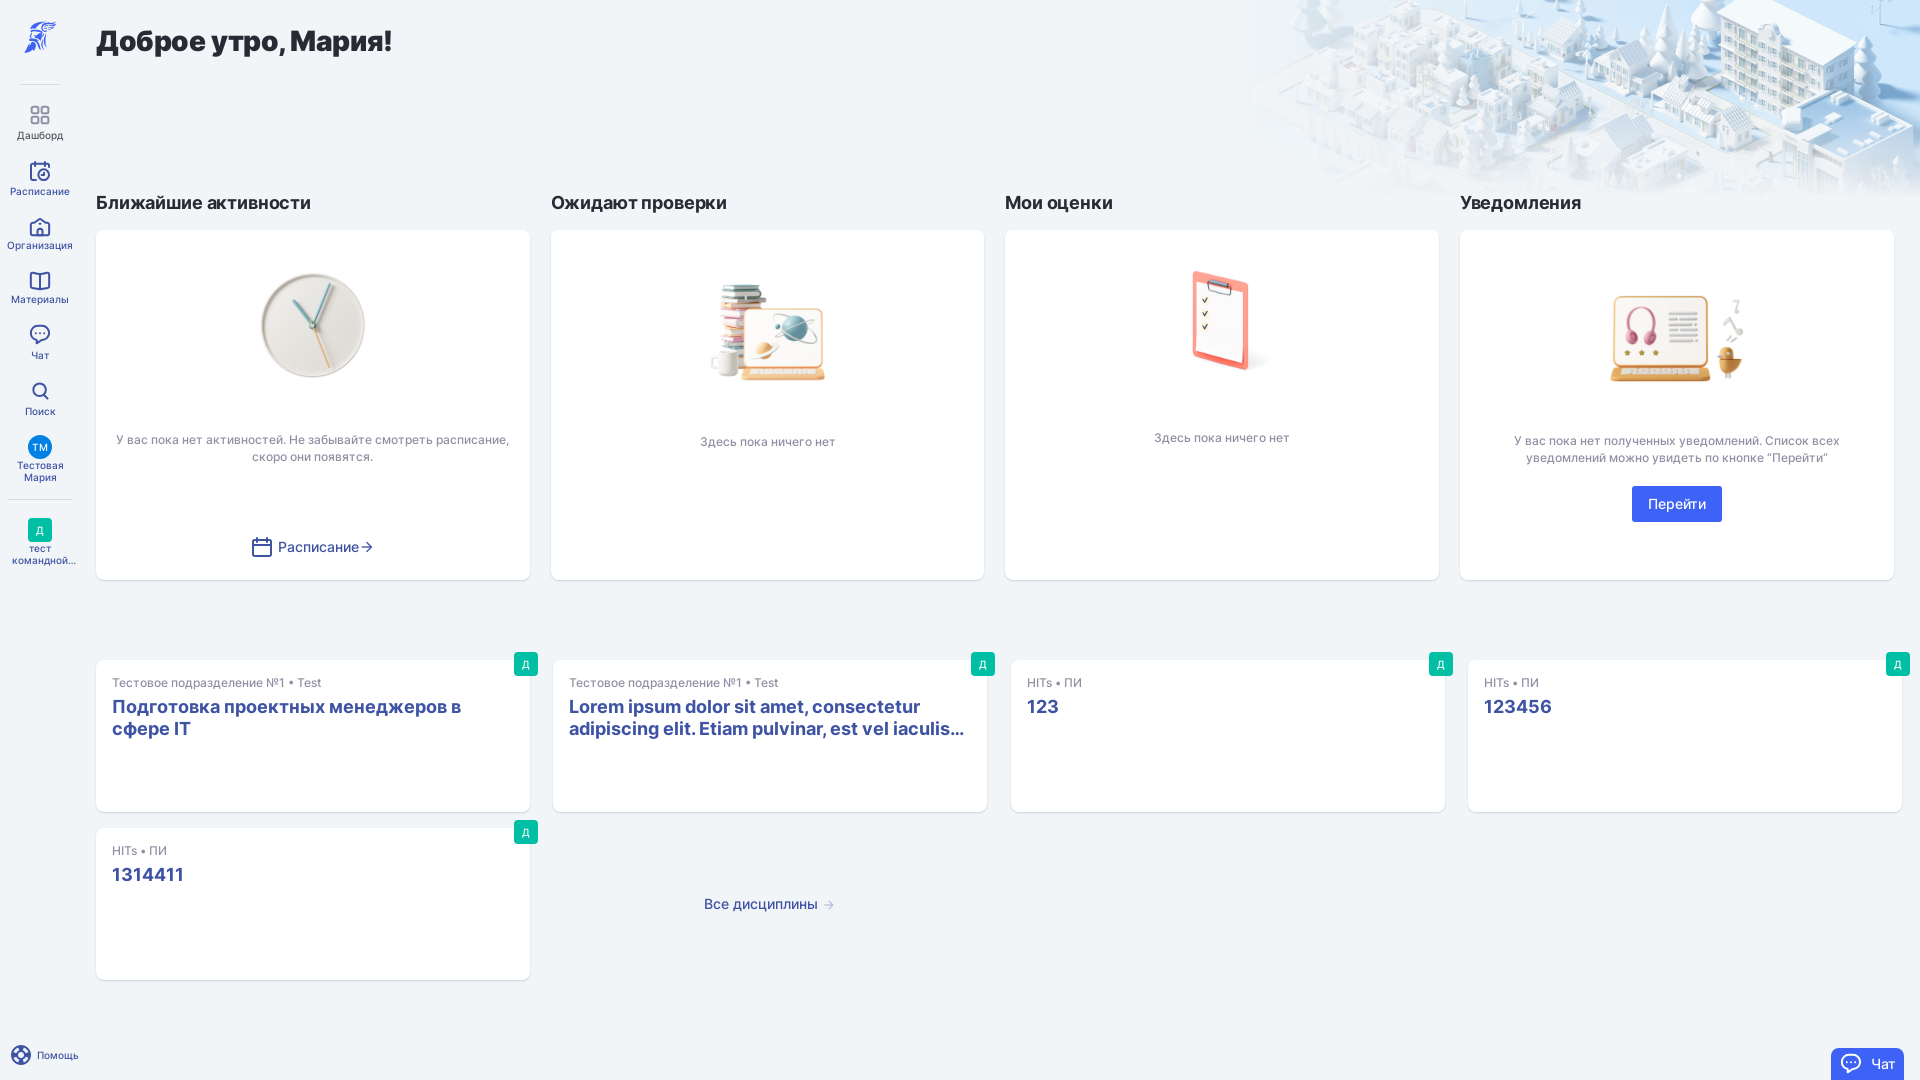 Доброе утро, Мария!
Дашборд
Расписание
Организация
Материалы
Чат
Поиск
ТМ
Тестовая
Мария
Д
тест
командной...
Помощь
Ближайшие активности
У вас пока нет активностей. Не забывайте смотреть расписание,
скоро они появятся.
Расписание
Ожидают проверки
Здесь пока ничего нет
Мои оценки
Здесь пока ничего нет
Уведомления
У вас пока нет полученных уведомлений. Список всех
уведомлений можно увидеть по кнопке “Перейти”
Перейти
Д
Тестовое подразделение №1 • Test
Подготовка проектных менеджеров в
сфере IT
Д
Тестовое подразделение №1 • Test
Lorem ipsum dolor sit amet, consectetur
adipiscing elit. Etiam pulvinar, est vel iaculis...
Д
HITs • ПИ
123
Д
HITs • ПИ
123456
Д
HITs • ПИ
1314411
Все дисциплины
Чат